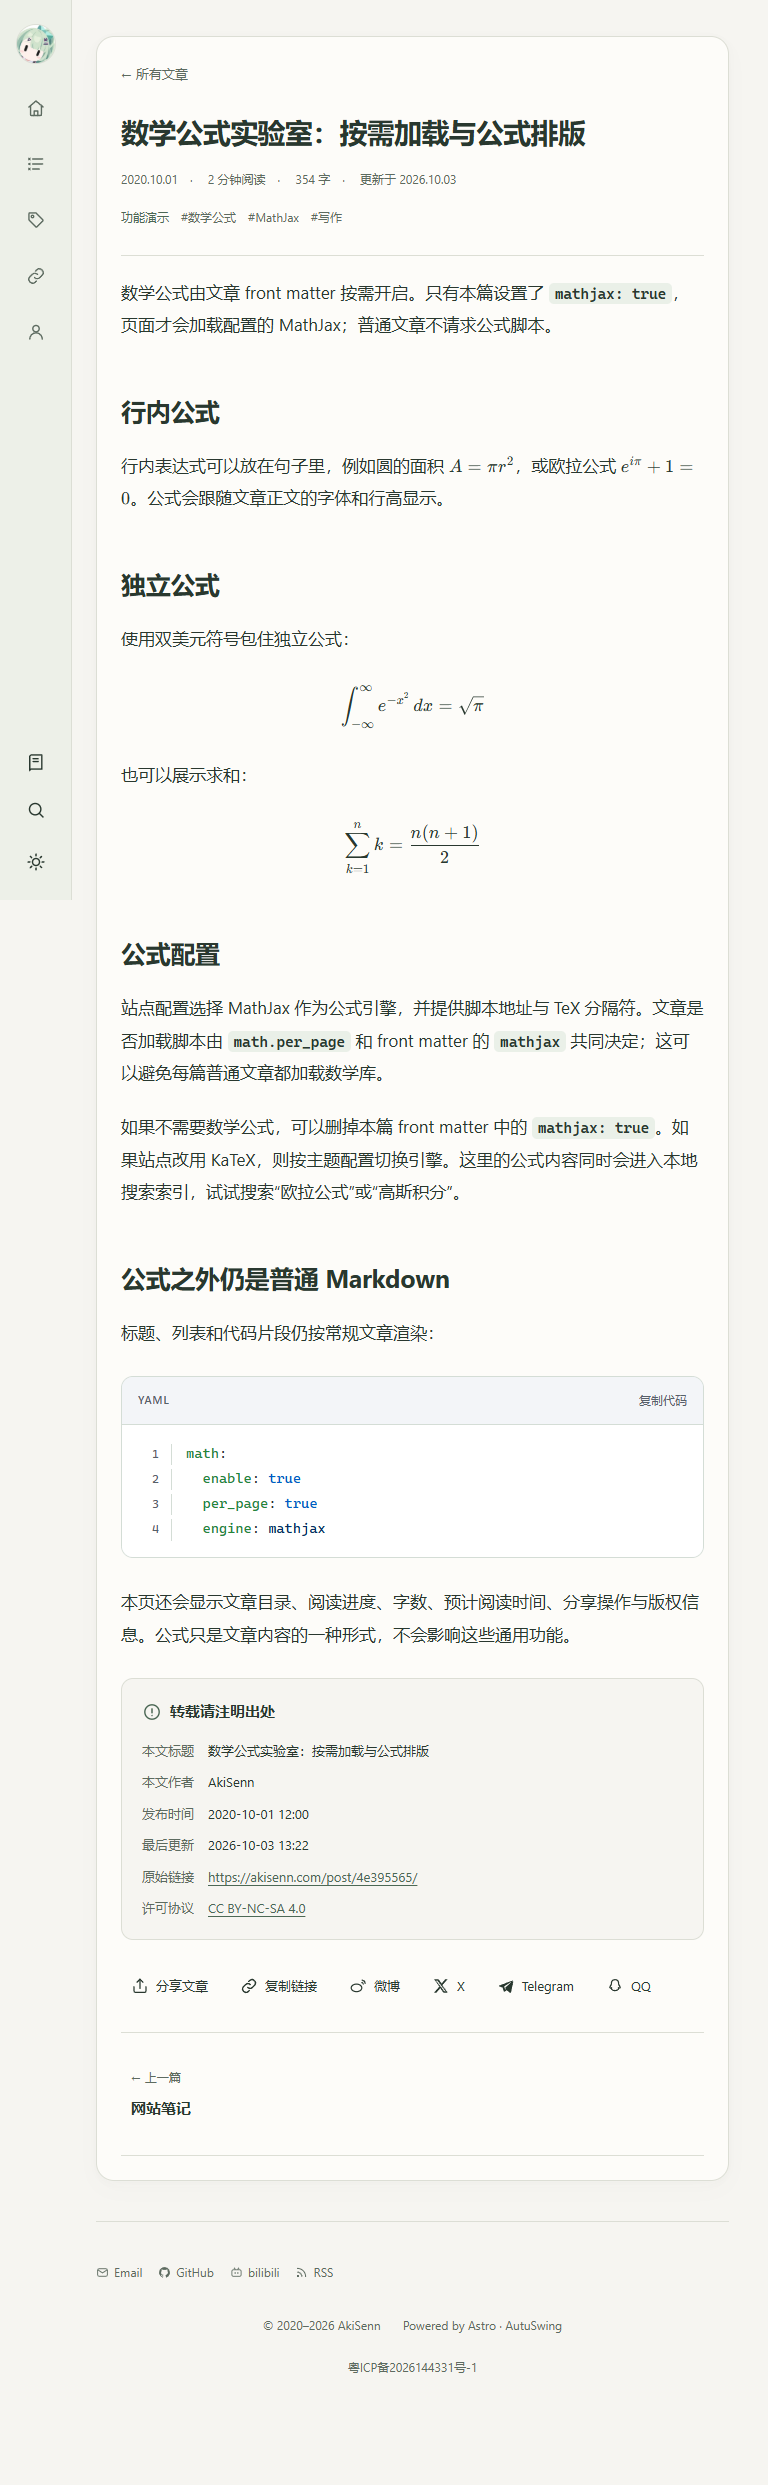 ← 所有文章
数学公式实验室：按需加载与公式排版
2020.10.01 · 2 分钟阅读 · 354 字 · 更新于 2026.10.03
功能演示 #数学公式 #MathJax #写作
数学公式由文章 front matter 按需开启。只有本篇设置了 mathjax: true，
页面才会加载配置的 MathJax；普通文章不请求公式脚本。
行内公式
行内表达式可以放在句子里，例如圆的面积 A = πr²，或欧拉公式 e^{iπ} + 1 =
0。公式会跟随文章正文的字体和行高显示。
独立公式
使用双美元符号包住独立公式：
∫_{−∞}^{∞} e^{−x²} dx = √π
也可以展示求和：
∑_{k=1}^{n} k = n(n + 1)/2
公式配置
站点配置选择 MathJax 作为公式引擎，并提供脚本地址与 TeX 分隔符。文章是
否加载脚本由 math.per_page 和 front matter 的 mathjax 共同决定；这可
以避免每篇普通文章都加载数学库。
如果不需要数学公式，可以删掉本篇 front matter 中的 mathjax: true。如
果站点改用 KaTeX，则按主题配置切换引擎。这里的公式内容同时会进入本地
搜索索引，试试搜索“欧拉公式”或“高斯积分”。
公式之外仍是普通 Markdown
标题、列表和代码片段仍按常规文章渲染：
YAML 复制代码
1 math:
2   enable: true
3   per_page: true
4   engine: mathjax
本页还会显示文章目录、阅读进度、字数、预计阅读时间、分享操作与版权信
息。公式只是文章内容的一种形式，不会影响这些通用功能。
转载请注明出处
本文标题 数学公式实验室：按需加载与公式排版
本文作者 AkiSenn
发布时间 2020-10-01 12:00
最后更新 2026-10-03 13:22
原始链接 https://akisenn.com/post/4e395565/
许可协议 CC BY-NC-SA 4.0
分享文章 复制链接 微博 X Telegram QQ
← 上一篇
网站笔记
Email GitHub bilibili RSS
© 2020–2026 AkiSenn Powered by Astro · AutuSwing
粤ICP备2026144331号-1